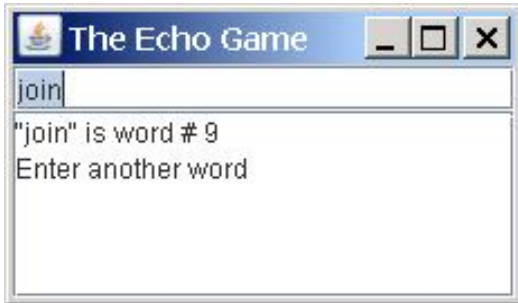 The Echo Game
join
"join" is word # 9
Enter another word